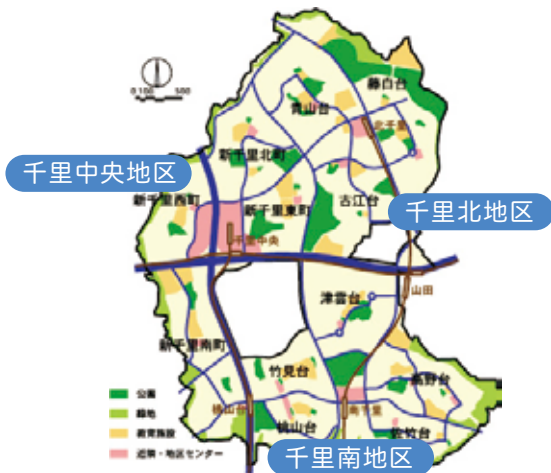 藤白台
青山台
北千里
新千里北町
千里中央地区
新千里西町
新千里東町
古江台
千里北地区
千里中央
山田
津雲台
新千里南町
竹見台
高野台
公園
緑地
教育施設
近隣・地区センター
桃山台
南千里
桃山台
佐竹台
千里南地区